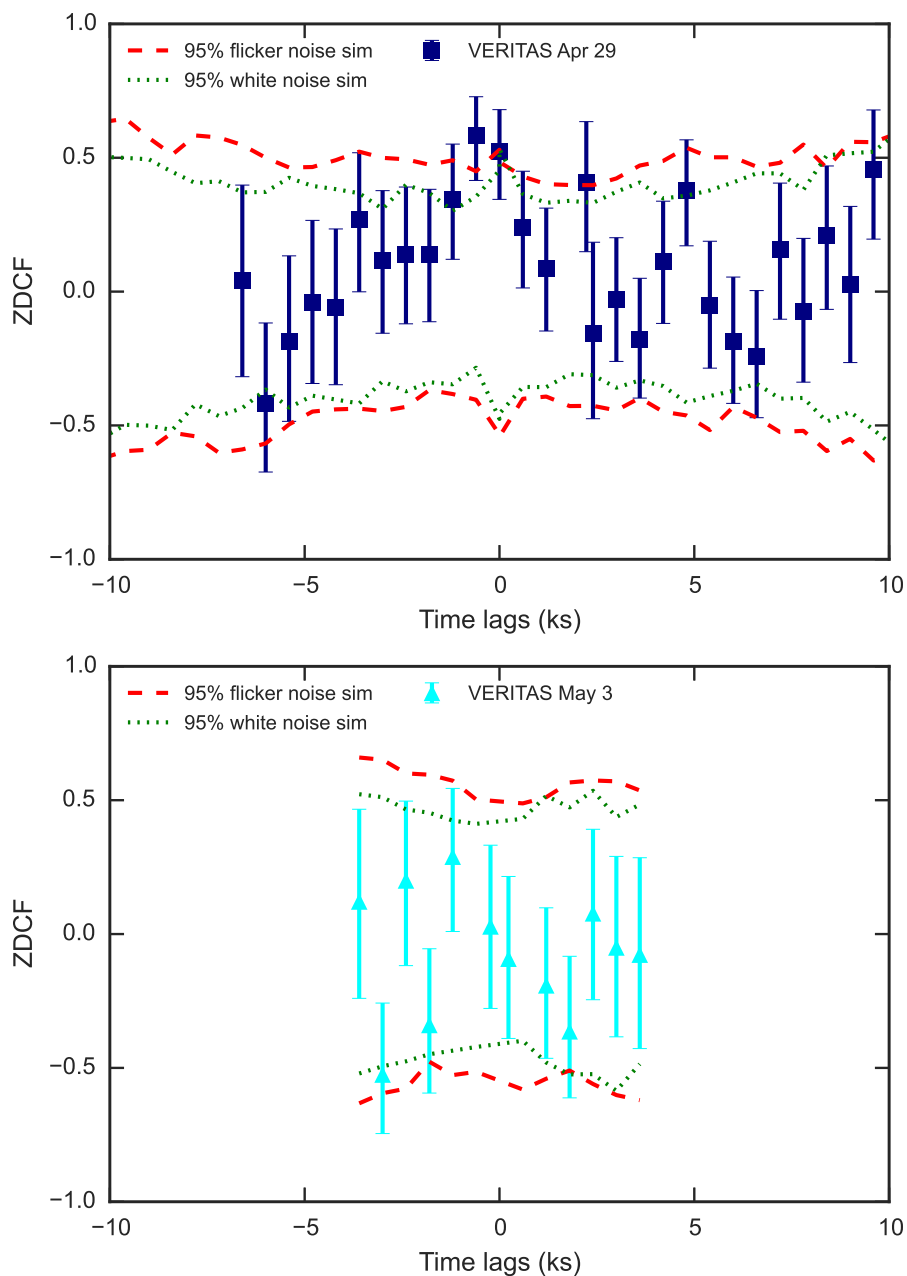 1.0
95% flicker noise sim VERITAS Apr 29
95% white noise sim
0.5
ZDCF
0.0
−0.5
−1.0
−10 −5 0 5 10
Time lags (ks)
1.0
95% flicker noise sim VERITAS May 3
95% white noise sim
0.5
ZDCF
0.0
−0.5
−1.0
−10 −5 0 5 10
Time lags (ks)